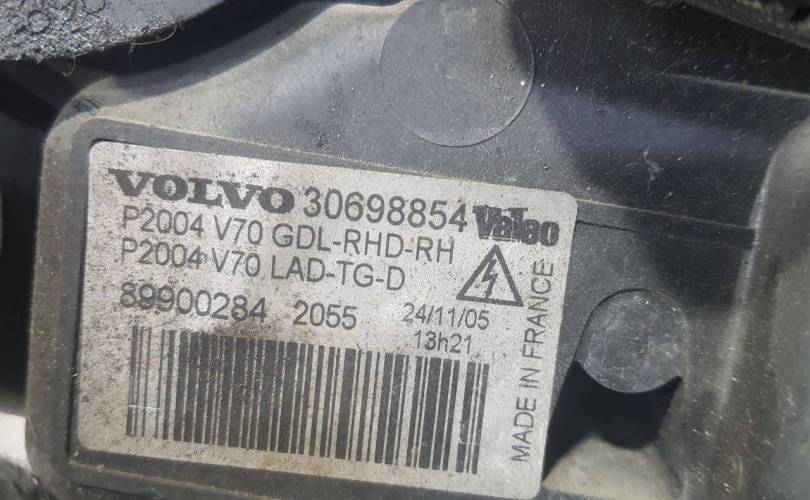 VOLVO 30698854 Valeo
P2004 V70 GDL-RHD-RH
P2004 V70 LAD-TG-D
89900284 2055 24/11/05
13h21
MADE IN FRANCE